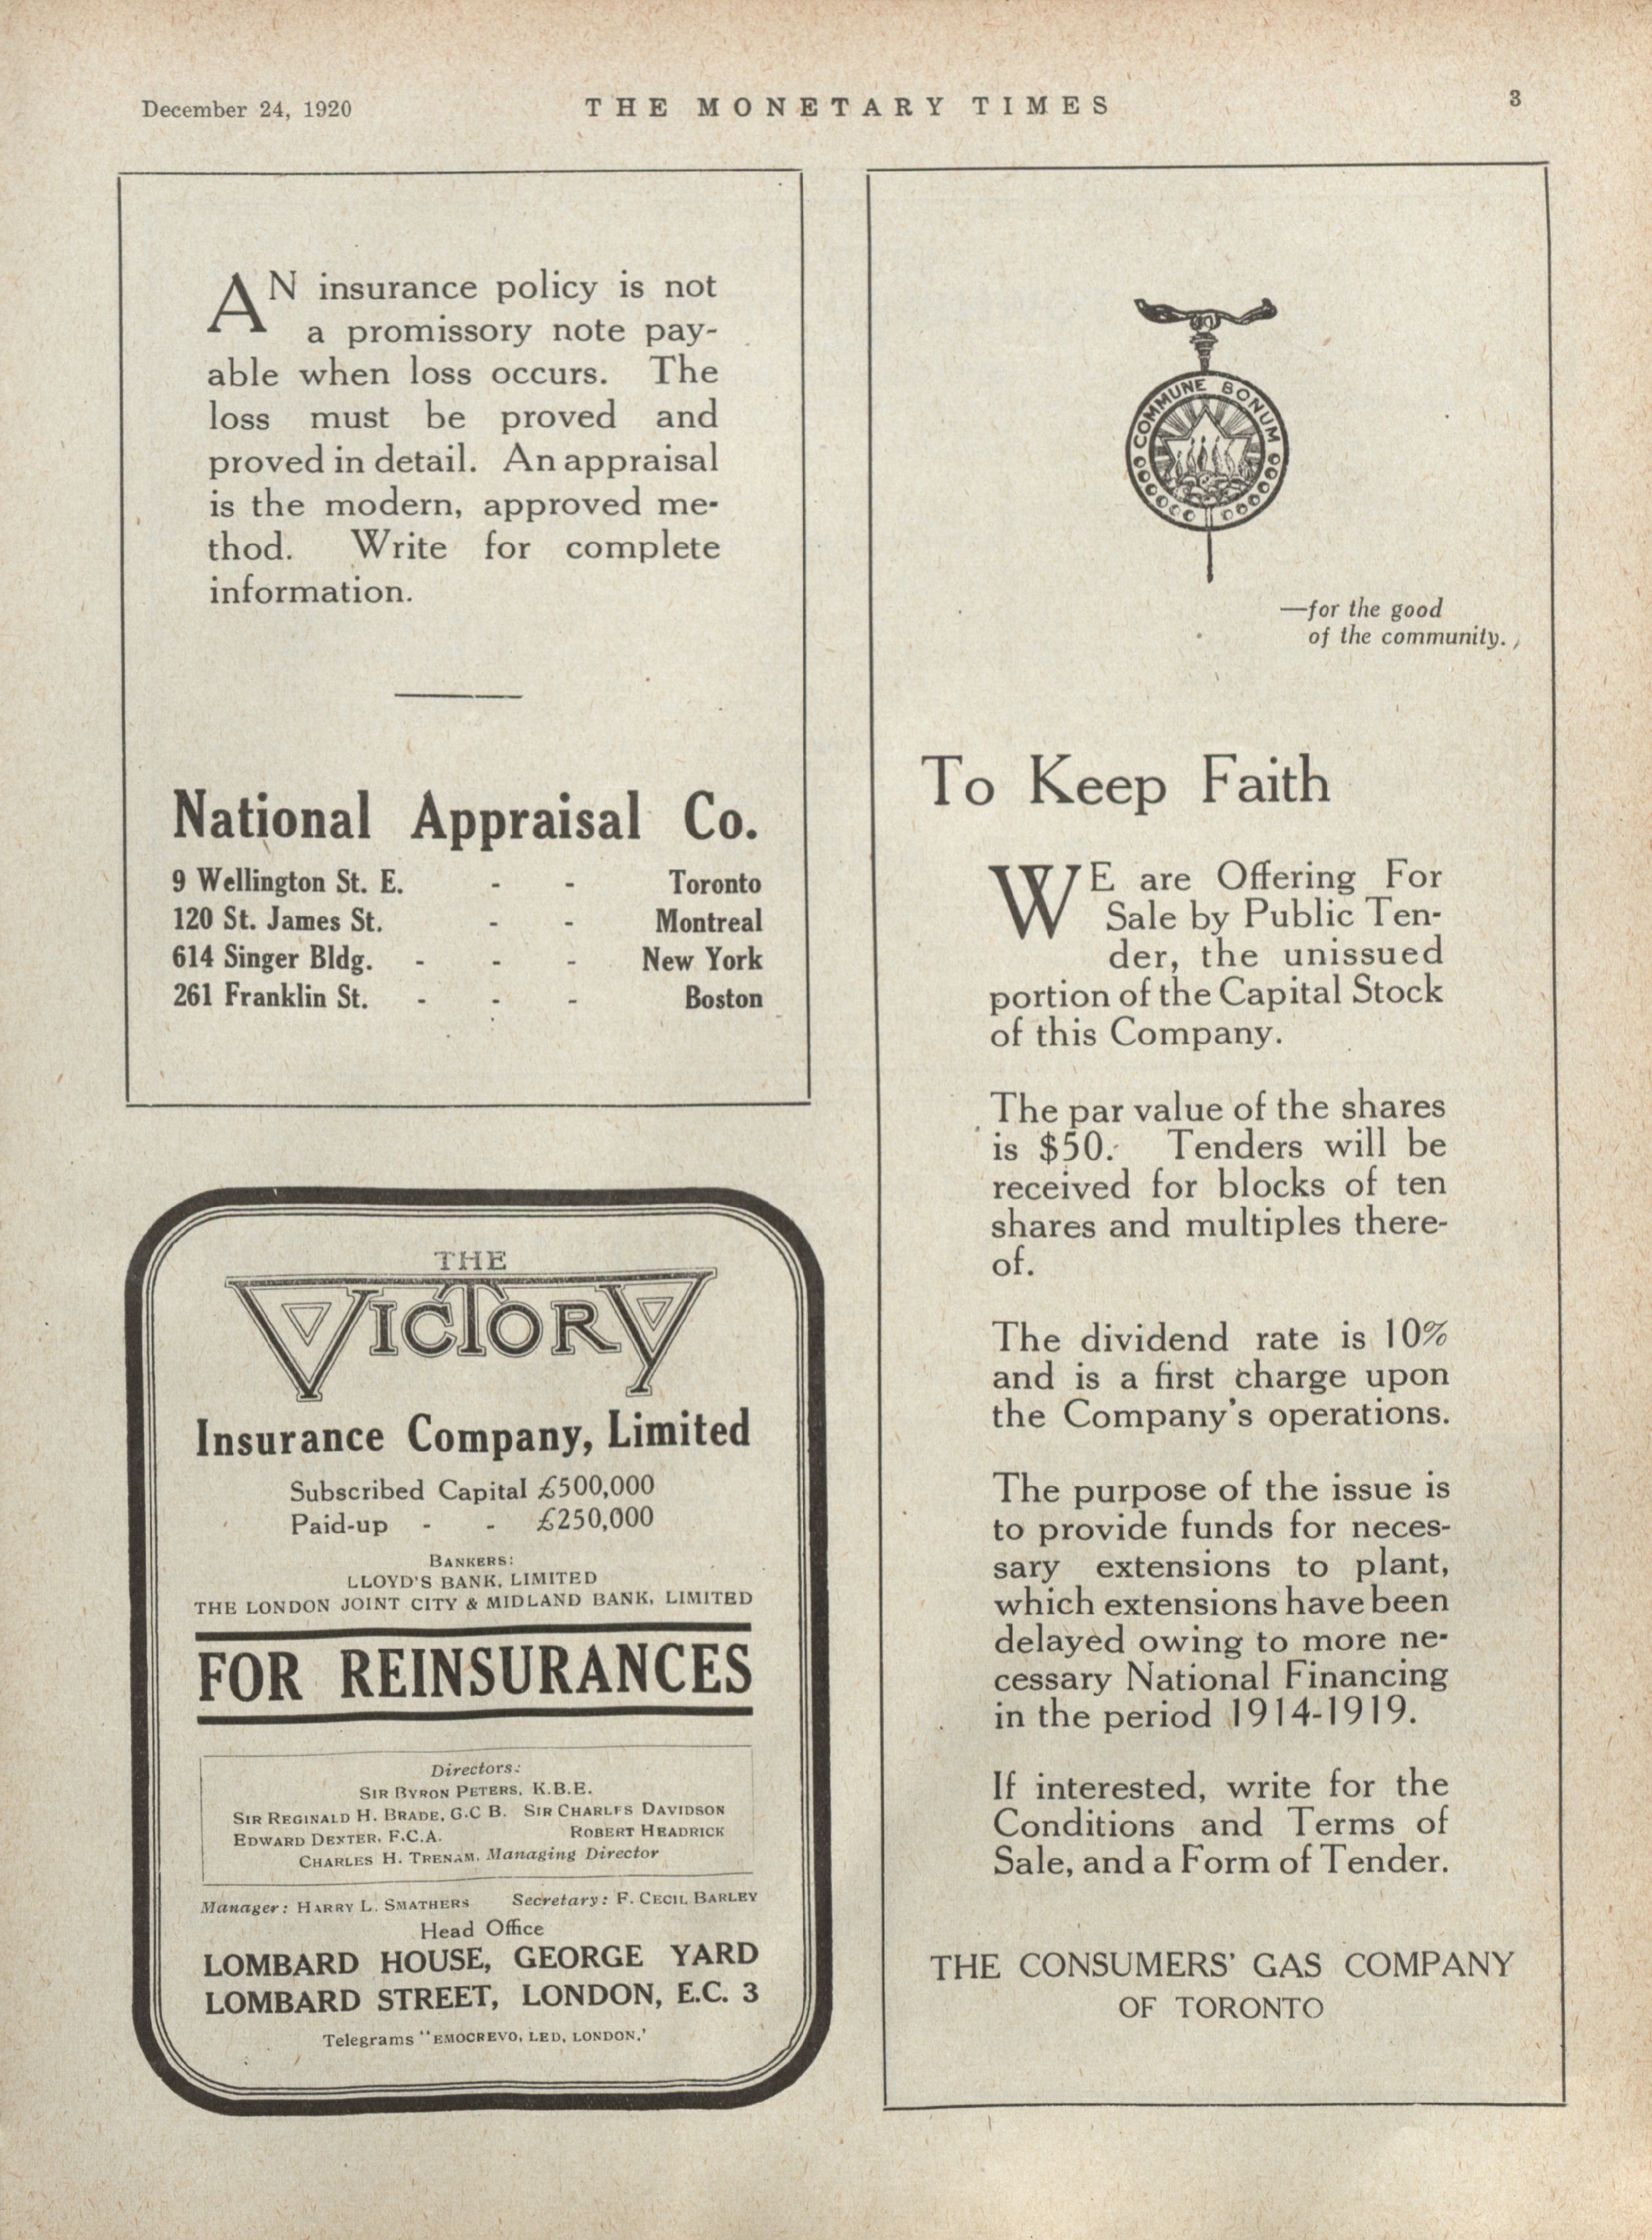 December 24, 1920
THE MONETARY TIMES
3
AN insurance policy is not
a promissory note pay-
able when loss occurs. The
loss must be proved and
proved in detail. An appraisal
is the modern, approved me-
thod. Write for complete
information.
National Appraisal Co.
9 Wellington St. E. - - Toronto
120 St. James St. - - Montreal
614 Singer Bldg. - - - New York
261 Franklin St. - - - Boston
THE
VICTORY
Insurance Company, Limited
Subscribed Capital £500,000
Paid-up - - £250,000
BANKERS:
LLOYD'S BANK, LIMITED
THE LONDON JOINT CITY & MIDLAND BANK, LIMITED
FOR REINSURANCES
Directors:
SIR BYRON PETERS, K.B.E.
SIR REGINALD H. BRADE, G.C B. SIR CHARLES DAVIDSON
EDWARD DEXTER, F.C.A. ROBERT HEADRICK
CHARLES H. TRENAM, Managing Director
Manager: HARRY L. SMATHERS Secretary: F. CECIL BARLEY
Head Office
LOMBARD HOUSE, GEORGE YARD
LOMBARD STREET, LONDON, E.C. 3
Telegrams "EMOCREVO, LED, LONDON.'
COMMUNE BONUM
—for the good
of the community.
To Keep Faith
WE are Offering For
Sale by Public Ten-
der, the unissued
portion of the Capital Stock
of this Company.
The par value of the shares
is $50. Tenders will be
received for blocks of ten
shares and multiples there-
of.
The dividend rate is 10%
and is a first charge upon
the Company's operations.
The purpose of the issue is
to provide funds for neces-
sary extensions to plant,
which extensions have been
delayed owing to more ne-
cessary National Financing
in the period 1914-1919.
If interested, write for the
Conditions and Terms of
Sale, and a Form of Tender.
THE CONSUMERS' GAS COMPANY
OF TORONTO